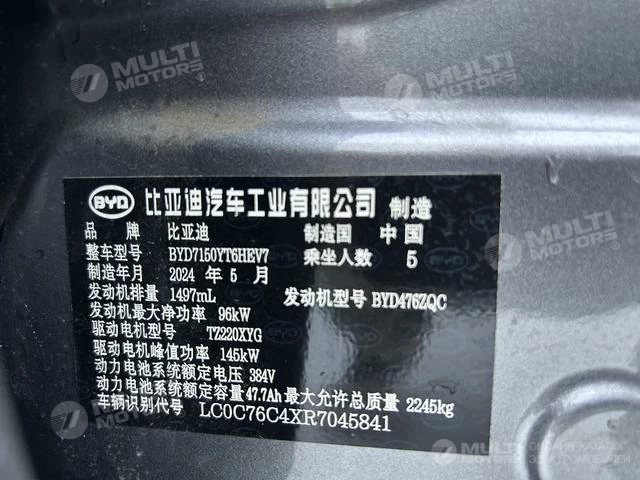 MULTI MOTORS®
MULTI MOTORS®
BYD 比亚迪汽车工业有限公司 制造
品牌 比亚迪 制造国 中国
整车型号 BYD7150YT6HEV7 乘坐人数 5
制造年月 2024 年 5 月
发动机排量 1497mL 发动机型号 BYD476ZQC
发动机最大净功率 96kW
驱动电机型号 TZ220XYG
驱动电机峰值功率 145kW
动力电池系统额定电压 384V
动力电池系统额定容量 47.7Ah 最大允许总质量 2245kg
车辆识别代号 LC0C76C4XR7045841
MULTI MOTORS®
ОНЛАЙН-КАТАЛОГ
ЭЛЕКТРОМОБИЛЕЙ